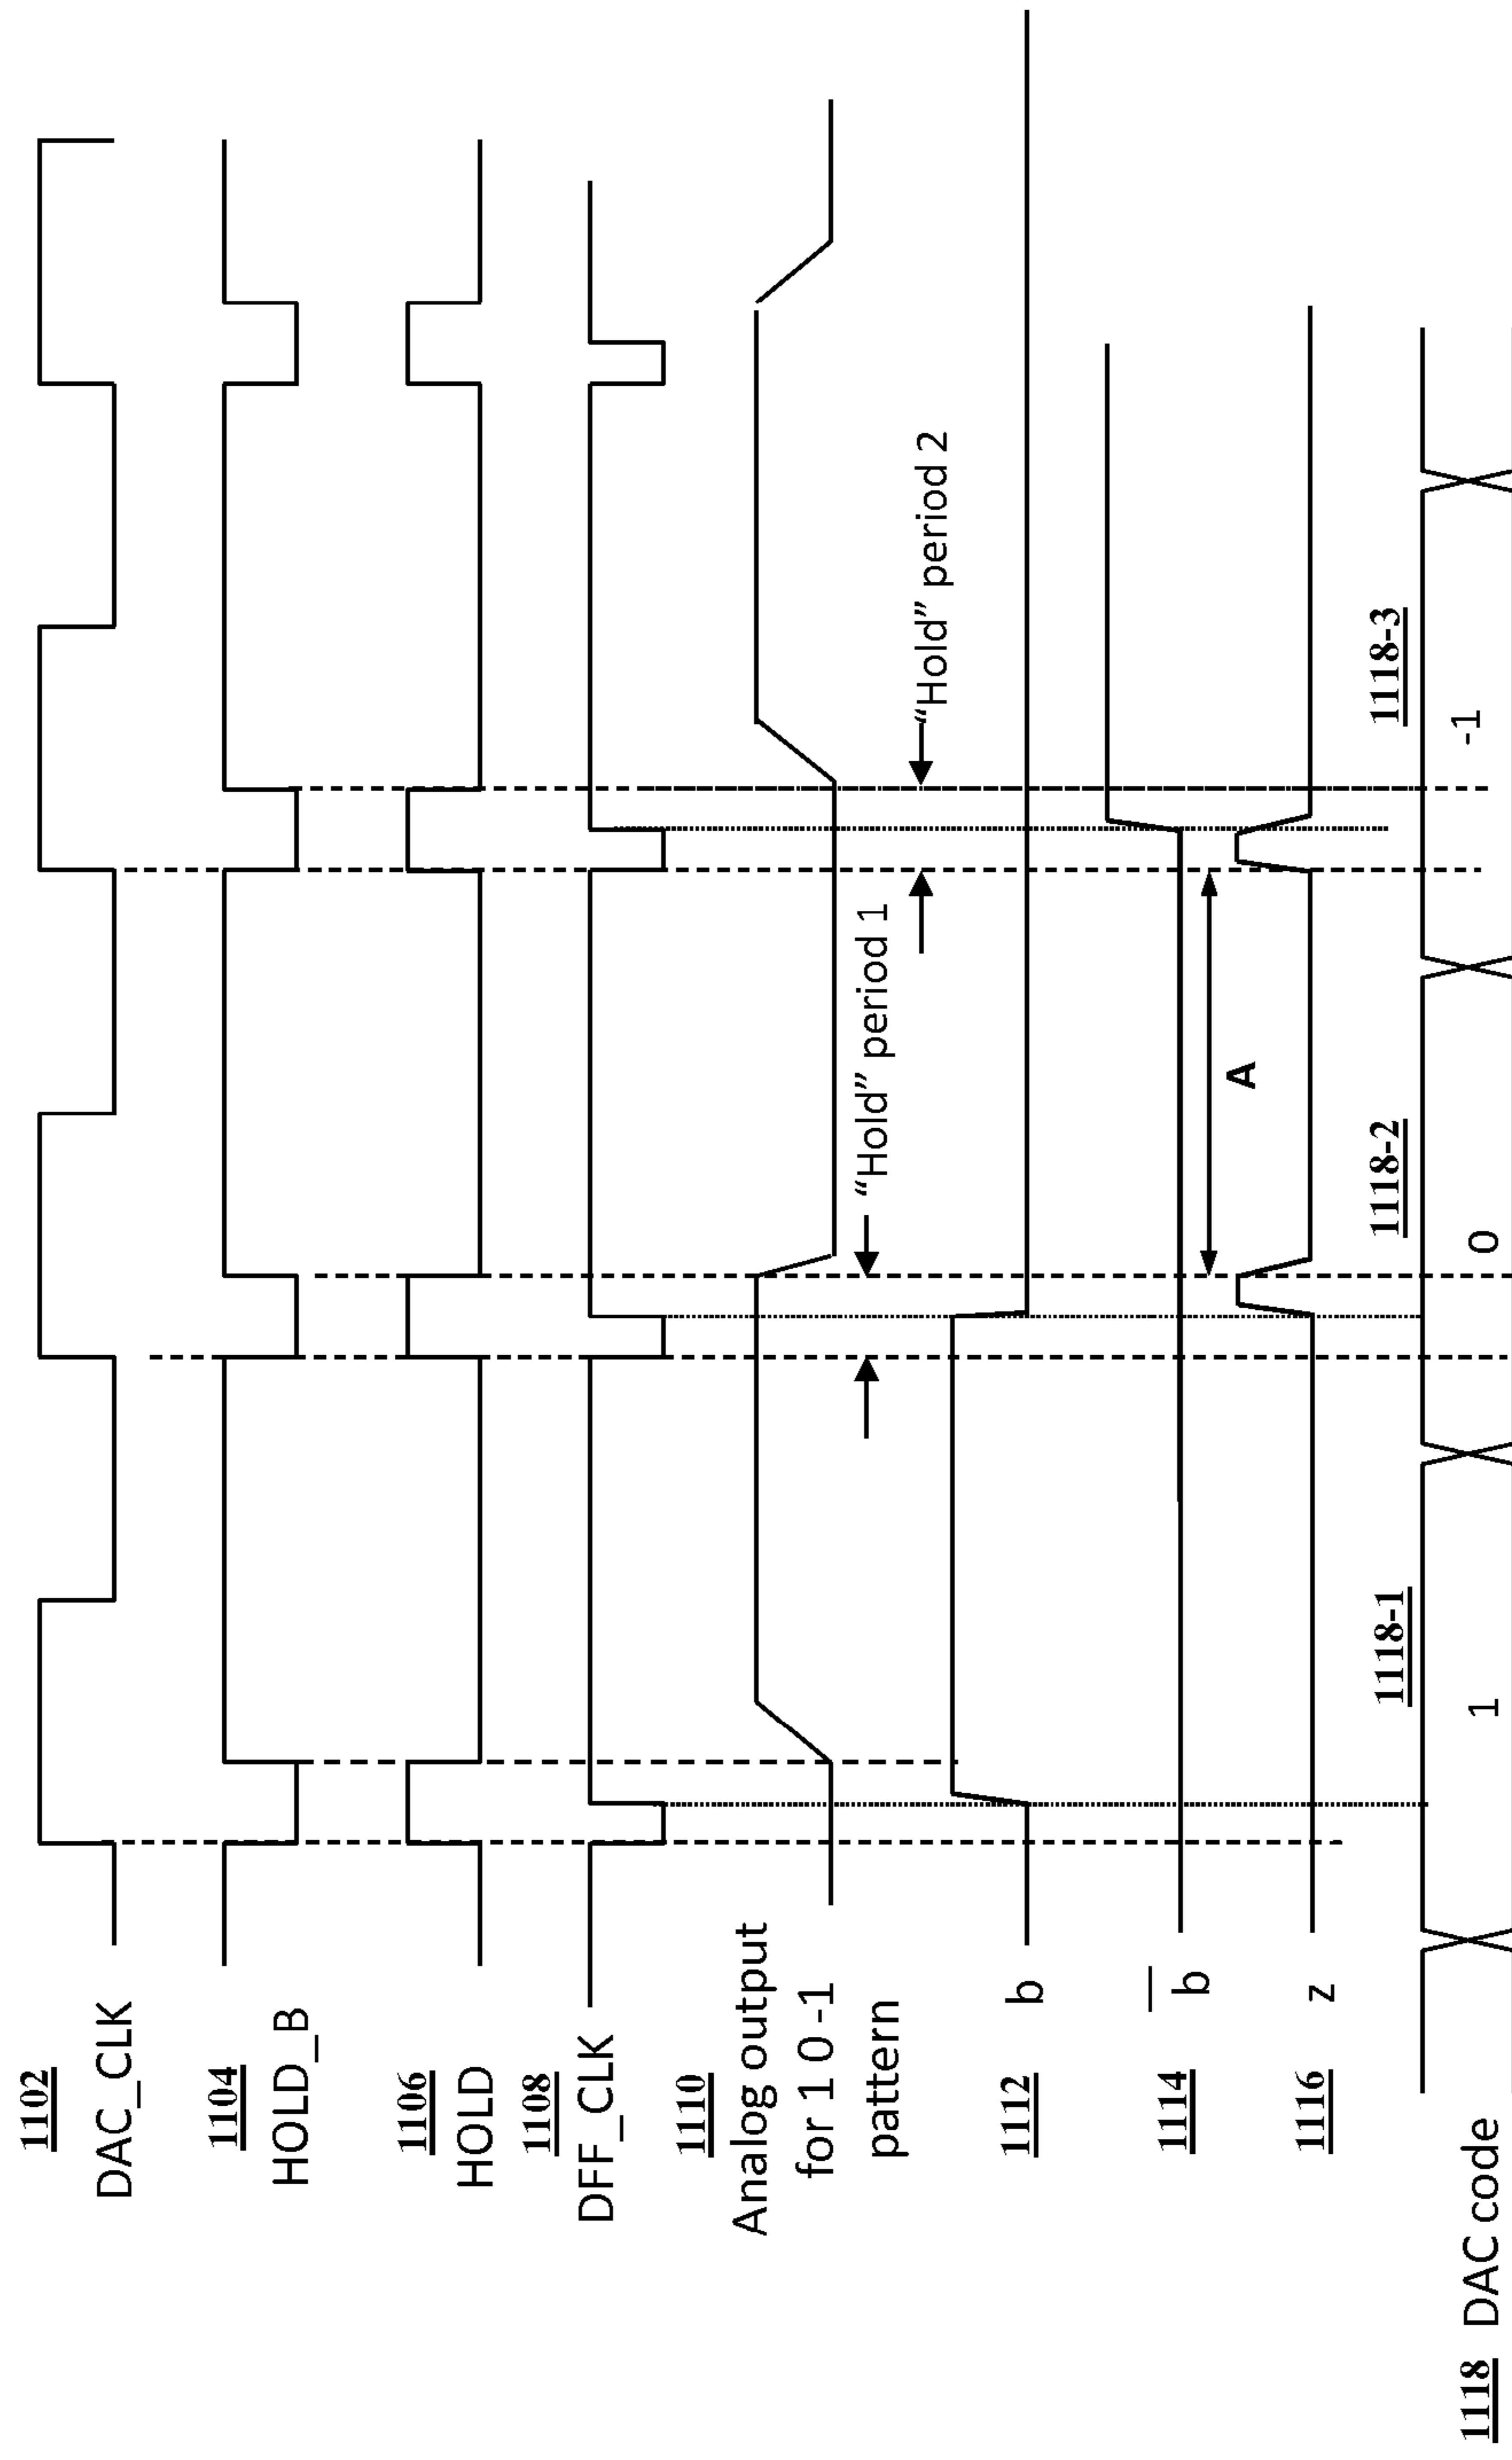 1102
DAC_CLK
1104
HOLD_B
1106
HOLD
1108
DFF_CLK
1110
Analog output
for 1 0 -1
pattern
"Hold" period 1
"Hold" period 2
1112 b
1114 b
A
1116 z
1118-1 1118-2 1118-3
1118 DAC code 1 0 -1